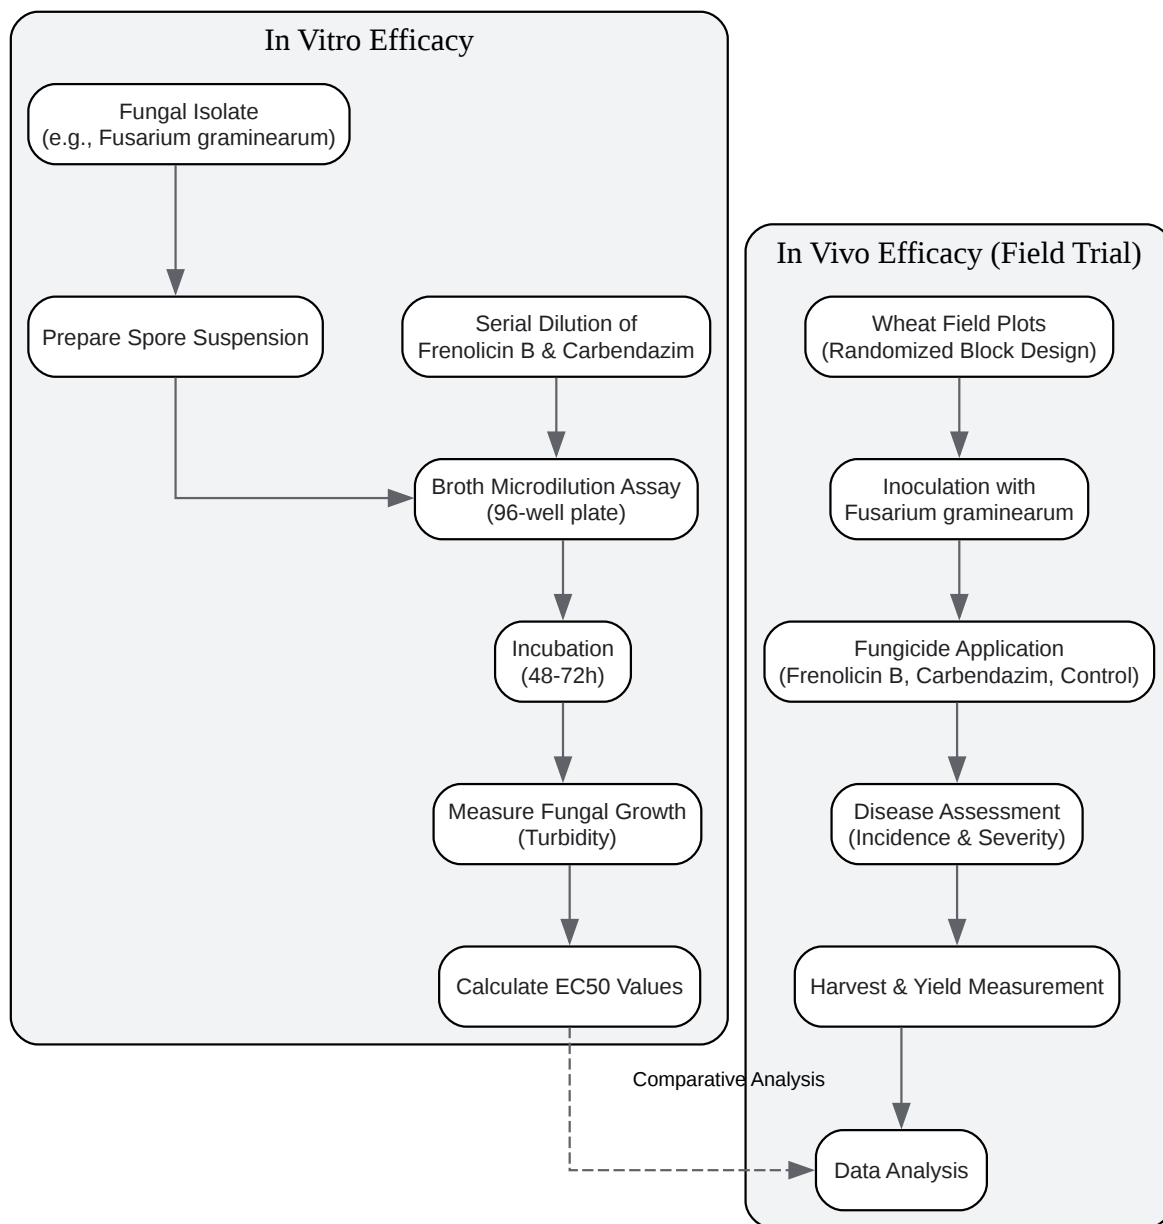 In Vitro Efficacy
Fungal Isolate
(e.g., Fusarium graminearum)
Prepare Spore Suspension
Serial Dilution of
Frenolicin B & Carbendazim
Broth Microdilution Assay
(96-well plate)
Incubation
(48-72h)
Measure Fungal Growth
(Turbidity)
Calculate EC50 Values
Comparative Analysis
In Vivo Efficacy (Field Trial)
Wheat Field Plots
(Randomized Block Design)
Inoculation with
Fusarium graminearum
Fungicide Application
(Frenolicin B, Carbendazim, Control)
Disease Assessment
(Incidence & Severity)
Harvest & Yield Measurement
Data Analysis